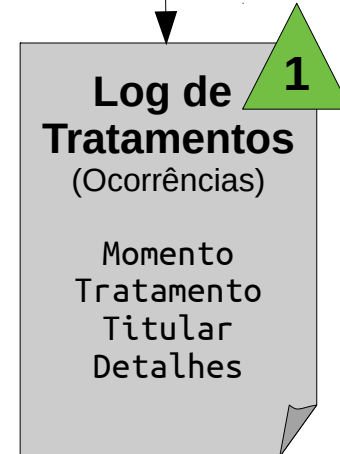 1
Log de
Tratamentos
(Ocorrências)
Momento
Tratamento
Titular
Detalhes